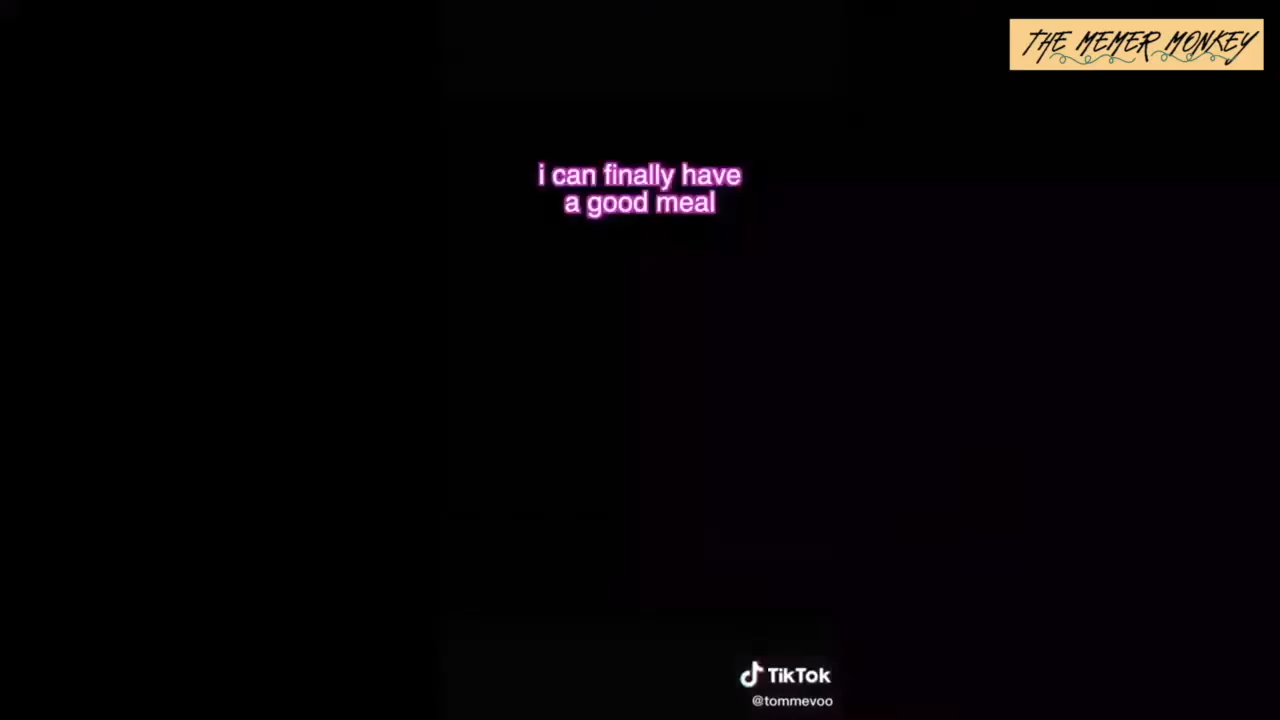 THE MEMER MONKEY
i can finally have
a good meal
TikTok
@tommevoo